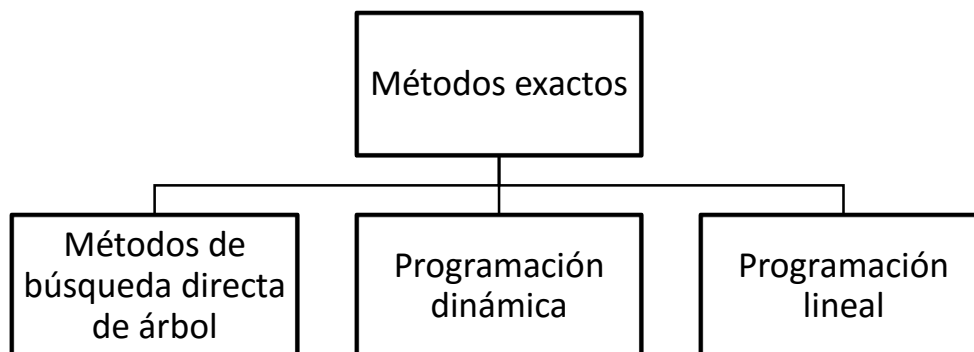 Métodos exactos
Métodos de
búsqueda directa
de árbol
Programación
dinámica
Programación
lineal